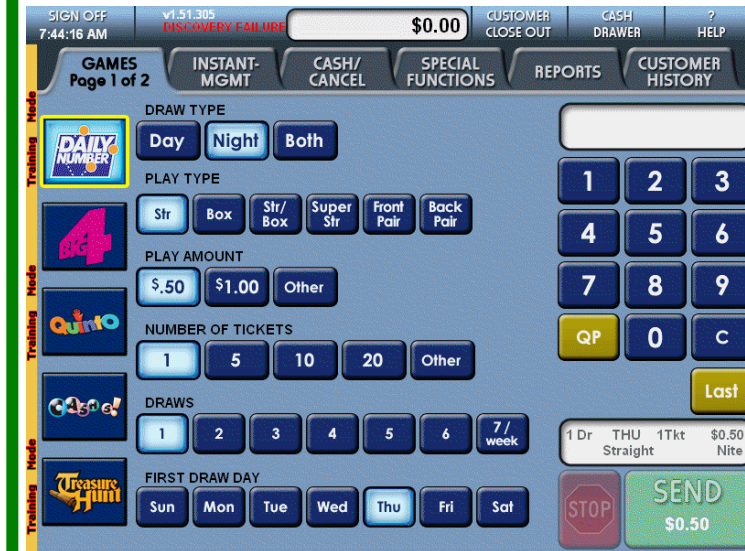 SIGN OFF
7:44:16 AM
v1.51.305
DISCOVERY FAILURE
$0.00
CUSTOMER
CLOSE OUT
CASH
DRAWER
?
HELP
GAMES
Page 1 of 2
INSTANT-
MGMT
CASH/
CANCEL
SPECIAL
FUNCTIONS
REPORTS
CUSTOMER
HISTORY
Training Mode
Training Mode
Training Mode
DAILY
NUMBER
BIG 4
Quinto
CASH 5!
Treasure
Hunt
DRAW TYPE
Day Night Both
PLAY TYPE
Str Box Str/Box Super Str Front Pair Back Pair
PLAY AMOUNT
$.50 $1.00 Other
NUMBER OF TICKETS
1 5 10 20 Other
DRAWS
1 2 3 4 5 6 7/week
FIRST DRAW DAY
Sun Mon Tue Wed Thu Fri Sat
1 2 3
4 5 6
7 8 9
QP 0 C
Last
1 Dr THU 1Tkt $0.50
Straight Nite
STOP
SEND
$0.50